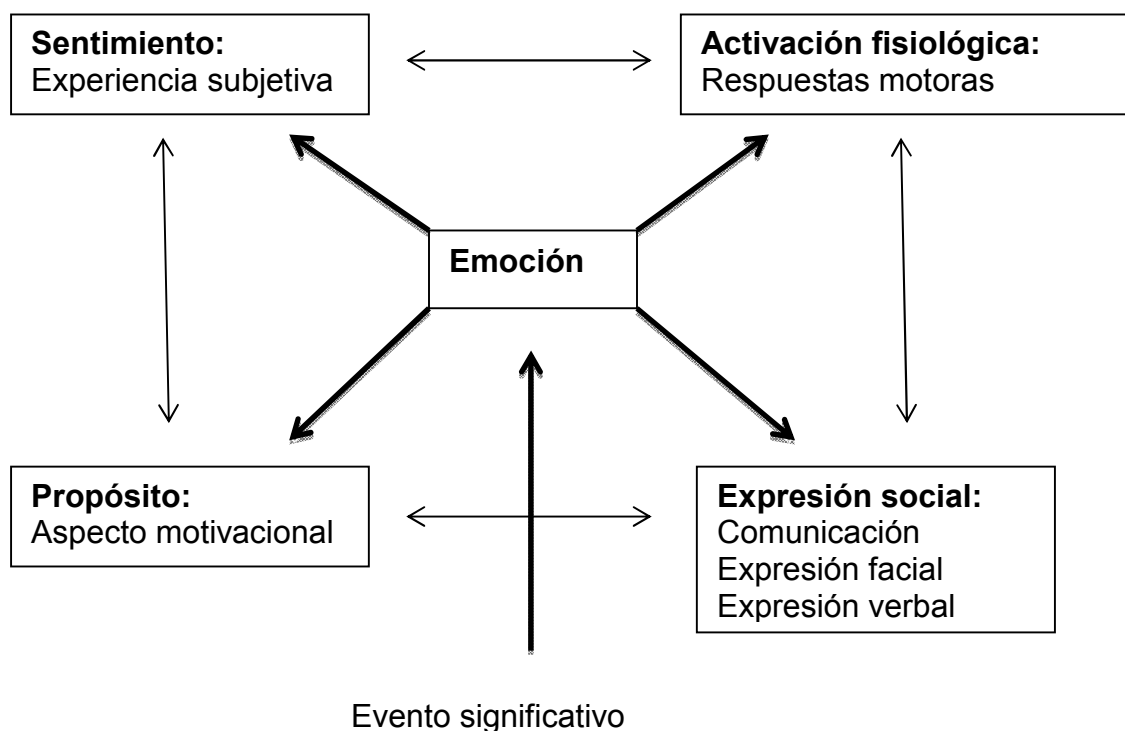 Sentimiento:
Experiencia subjetiva
Activación fisiológica:
Respuestas motoras
Emoción
Propósito:
Aspecto motivacional
Expresión social:
Comunicación
Expresión facial
Expresión verbal
Evento significativo